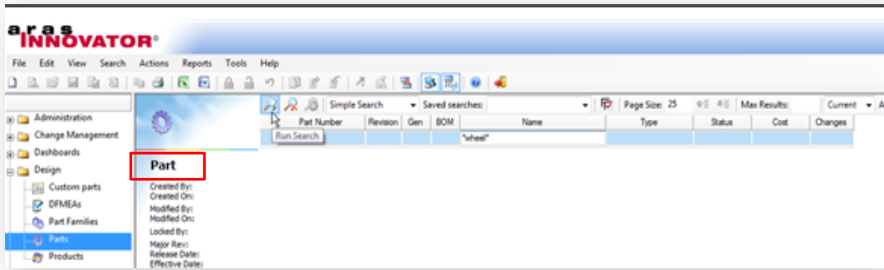 aras
INNOVATOR®
File Edit View Search Actions Reports Tools Help
Simple Search Saved searches: Page Size: 25 Max Results: Current
Part Number Revision Gen BOM Name Type Status Cost Changes
Run Search
"wheel"
Administration
Change Management
Dashboards
Design
Custom parts
DFMEAs
Part Families
Parts
Products
Part
Created By:
Created On:
Modified By:
Modified On:
Locked By:
Major Rev:
Release Date:
Effective Date: